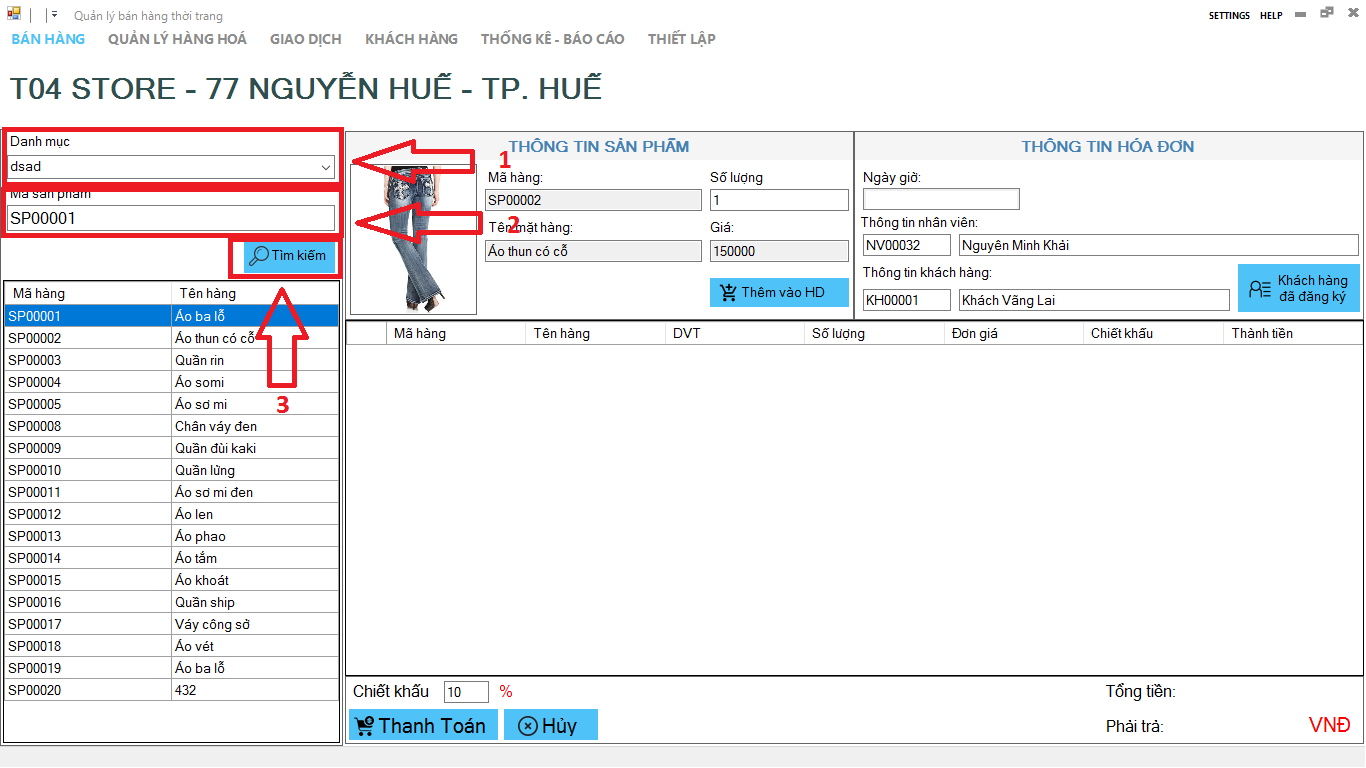 Quản lý bán hàng thời trang
SETTINGS HELP
BÁN HÀNG QUẢN LÝ HÀNG HOÁ GIAO DỊCH KHÁCH HÀNG THỐNG KÊ - BÁO CÁO THIẾT LẬP
T04 STORE - 77 NGUYỄN HUẾ - TP. HUẾ
Danh mục
dsad
1
Mã sản phẩm
SP00001
2
Tìm kiếm
3
Mã hàng Tên hàng
SP00001 Áo ba lỗ
SP00002 Áo thun có cỗ
SP00003 Quần rin
SP00004 Áo somi
SP00005 Áo sơ mi
SP00008 Chân váy đen
SP00009 Quần đùi kaki
SP00010 Quần lửng
SP00011 Áo sơ mi đen
SP00012 Áo len
SP00013 Áo phao
SP00014 Áo tắm
SP00015 Áo khoát
SP00016 Quần ship
SP00017 Váy công sở
SP00018 Áo vét
SP00019 Áo ba lỗ
SP00020 432
THÔNG TIN SẢN PHẨM
Mã hàng: Số lượng
SP00002 1
Tên mặt hàng: Giá:
Áo thun có cỗ 150000
Thêm vào HD
THÔNG TIN HÓA ĐƠN
Ngày giờ:
Thông tin nhân viên:
NV00032 Nguyên Minh Khải
Thông tin khách hàng:
KH00001 Khách Vãng Lai
Khách hàng
đã đăng ký
Mã hàng Tên hàng DVT Số lượng Đơn giá Chiết khấu Thành tiền
Chiết khấu 10 %
Thanh Toán Hủy
Tổng tiền:
Phải trả: VNĐ